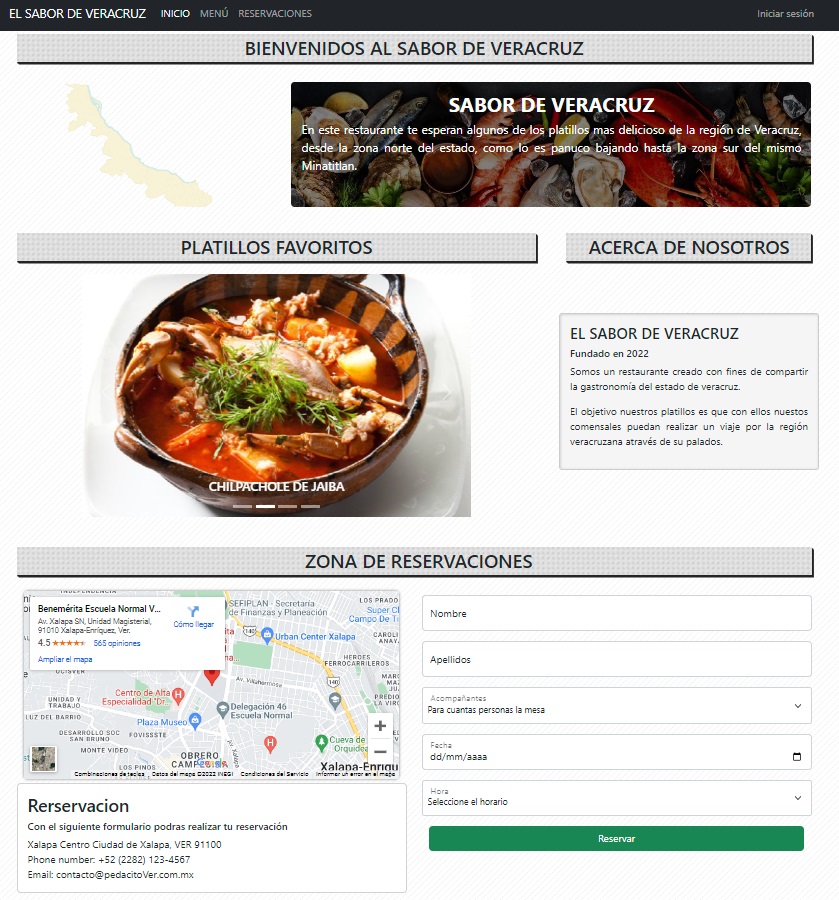 EL SABOR DE VERACRUZ INICIO MENÚ RESERVACIONES Iniciar sesión
BIENVENIDOS AL SABOR DE VERACRUZ
SABOR DE VERACRUZ
En este restaurante te esperan algunos de los platillos mas delicioso de la región de Veracruz,
desde la zona norte del estado, como lo es panuco bajando hasta la zona sur del mismo
Minatitlan.
PLATILLOS FAVORITOS
CHILPACHOLE DE JAIBA
ACERCA DE NOSOTROS
EL SABOR DE VERACRUZ
Fundado en 2022
Somos un restaurante creado con fines de compartir
la gastronomía del estado de veracruz.
El objetivo nuestros platillos es que con ellos nuestos
comensales puedan realizar un viaje por la región
veracruzana através de su palados.
ZONA DE RESERVACIONES
Benemérita Escuela Normal V...
Av. Xalapa SN, Unidad Magisterial,
91010 Xalapa-Enríquez, Ver.
4.5 ★★★★★ 565 opiniones
Ampliar el mapa
Cómo llegar
SEFIPLAN - Secretaría
de Finanzas y Planeación
LOS PRADO
Super C
Campo De T
Urban Center Xalapa
140
CAROLI
ANAY
HEROES
FERROCARRILEROS
Av. Villahermosa
140
Centro de Alta
Especialidad "Dr...
UNIDAD Y
TRABAJO
LUZ DEL BARRIO
Delegación 46
Escuela Normal
Plaza Museo
DESARROLLO SOC
SAN BRUNO
FOVISSSTE
MONTE VIDEO
LOS PINOS
OBRERO
CAMPESINA
Cueva de
Orquidea
Xalapa-Enríqu
Combinaciones de teclas Datos del mapa ©2022 INEGI Condiciones del Servicio Informar un error en el mapa
Rerservacion
Con el siguiente formulario podras realizar tu reservación
Xalapa Centro Ciudad de Xalapa, VER 91100
Phone number: +52 (2282) 123-4567
Email: contacto@pedacitoVer.com.mx
Nombre
Apellidos
Acompañantes
Para cuantas personas la mesa
Fecha
dd/mm/aaaa
Hora
Seleccione el horario
Reservar